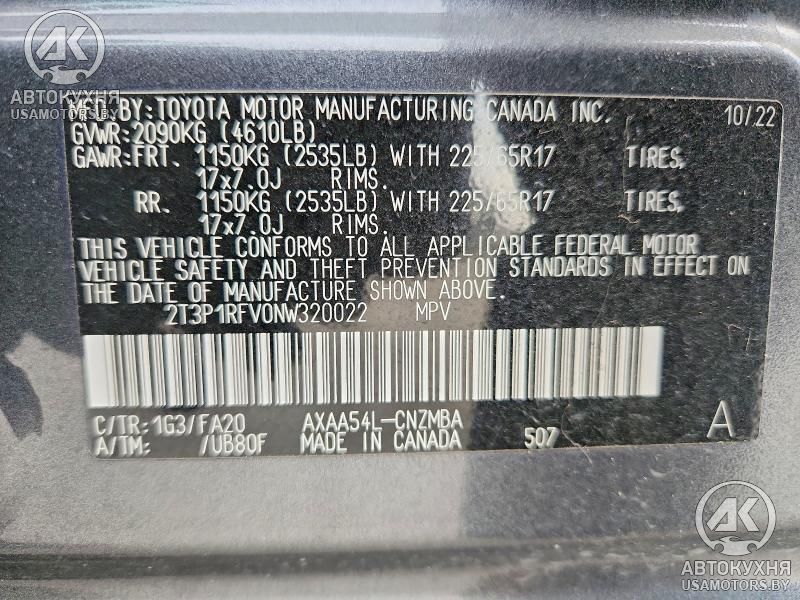 АК
АВТОКУХНЯ
USAMOTORS.BY
MFD BY: TOYOTA MOTOR MANUFACTURING CANADA INC. 10/22
GVWR: 2090KG (4610LB)
GAWR: FRT. 1150KG (2535LB) WITH 225/65R17 TIRES,
17x7.0J RIMS.
RR. 1150KG (2535LB) WITH 225/65R17 TIRES,
17x7.0J RIMS.
THIS VEHICLE CONFORMS TO ALL APPLICABLE FEDERAL MOTOR
VEHICLE SAFETY AND THEFT PREVENTION STANDARDS IN EFFECT ON
THE DATE OF MANUFACTURE SHOWN ABOVE.
2T3P1RFV0NW320022 MPV
C/TR: 1G3/FA20 AXAA54L-CNZMBA
A/TM: /UB80F MADE IN CANADA 507 A
АК
АВТОКУХНЯ
USAMOTORS.BY